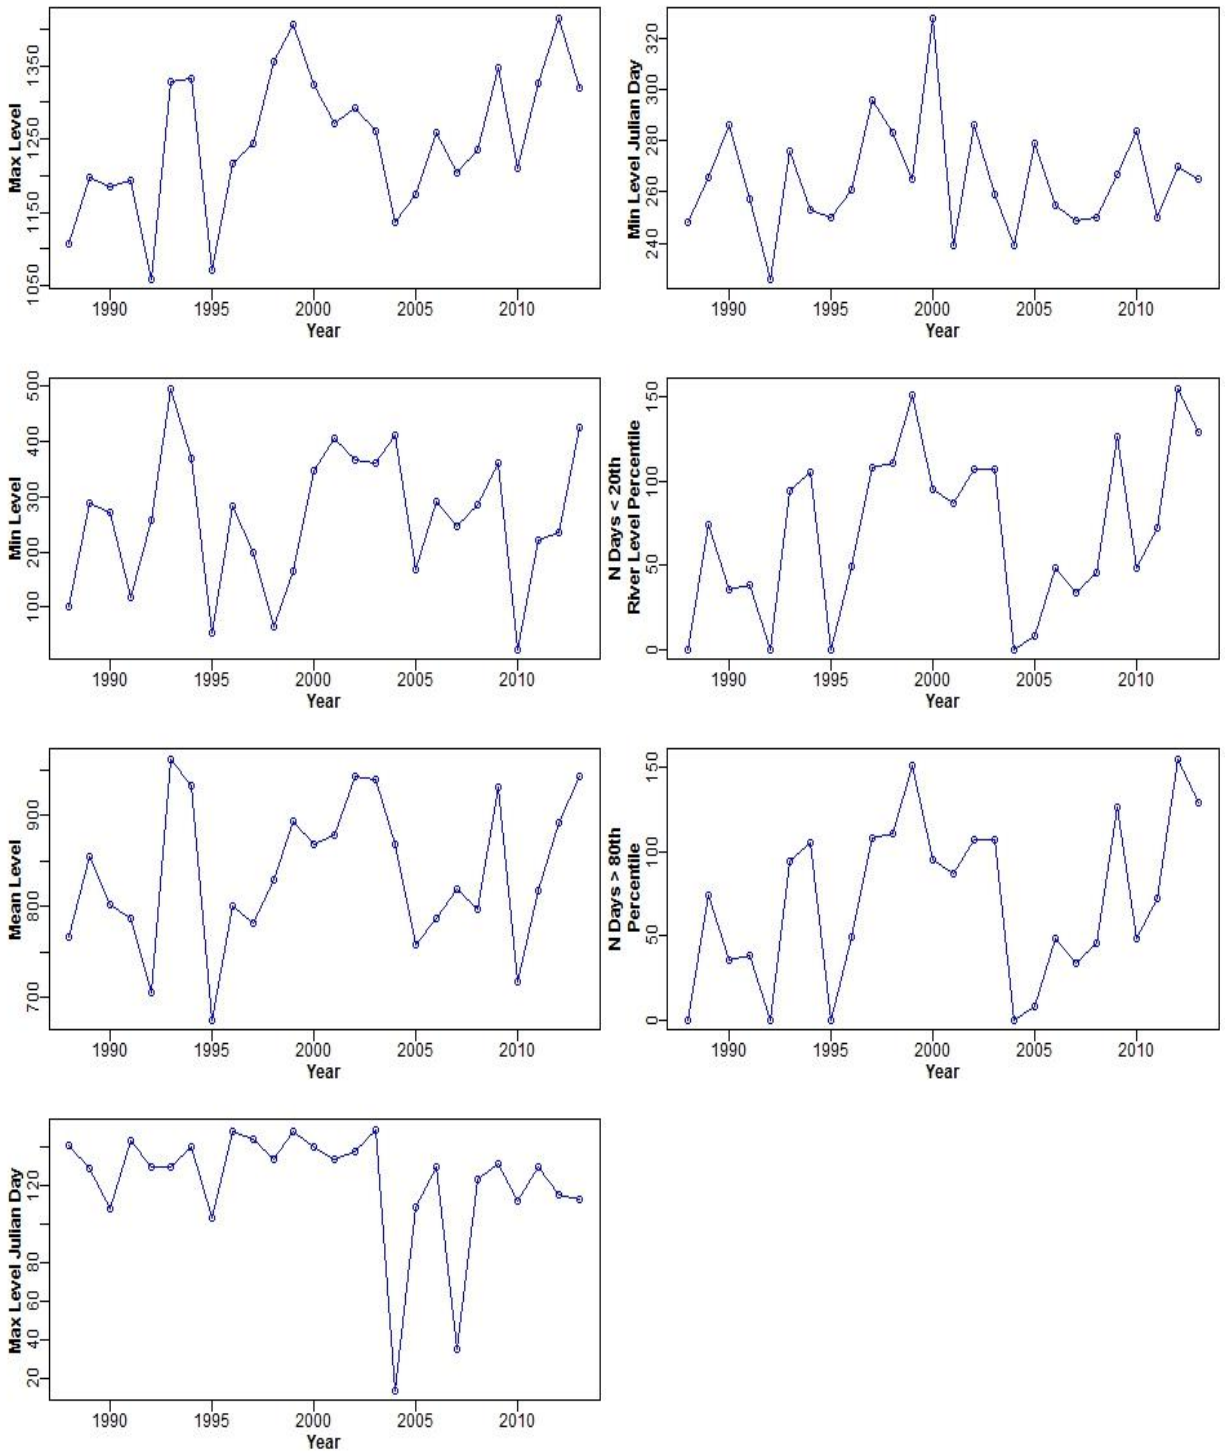 Max Level
1050 1150 1250 1350
1990 1995 2000 2005 2010
Year
Min Level Julian Day
240 260 280 300 320
1990 1995 2000 2005 2010
Year
Min Level
100 200 300 400 500
1990 1995 2000 2005 2010
Year
N Days < 20th
River Level Percentile
0 50 100 150
1990 1995 2000 2005 2010
Year
Mean Level
700 800 900
1990 1995 2000 2005 2010
Year
N Days > 80th
Percentile
0 50 100 150
1990 1995 2000 2005 2010
Year
Max Level Julian Day
20 40 60 80 120
1990 1995 2000 2005 2010
Year